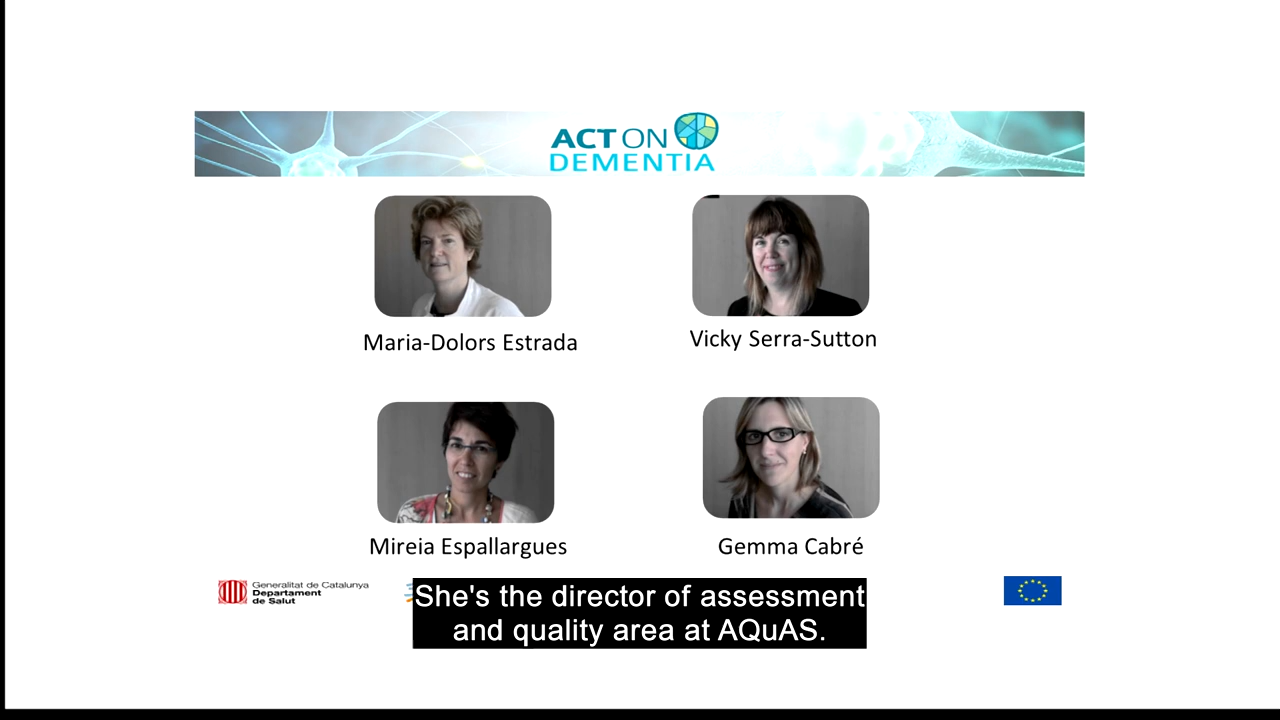 ACT ON
DEMENTIA
Maria-Dolors Estrada
Vicky Serra-Sutton
Mireia Espallargues
Gemma Cabré
Generalitat de Catalunya
Departament
de Salut
She's the director of assessment
and quality area at AQuAS.